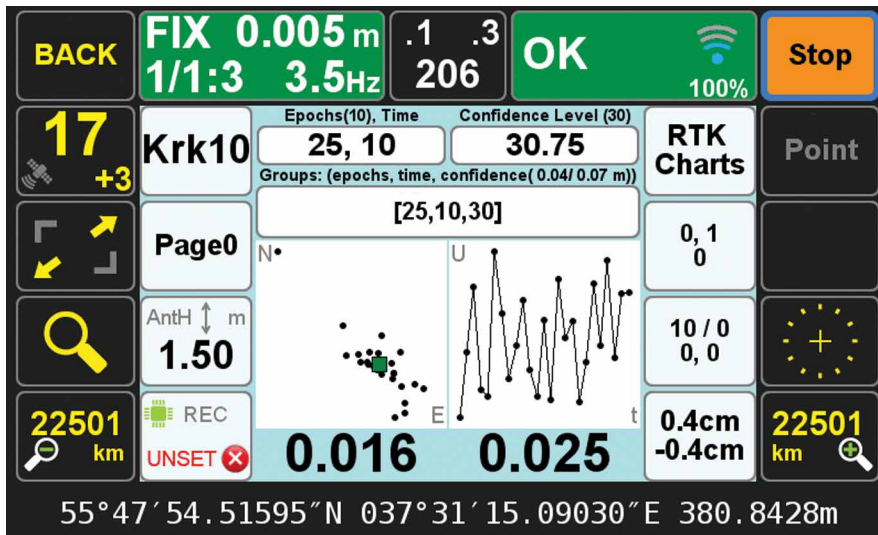 BACK
FIX 0.005 m
1/1:3 3.5Hz
.1 .3
206
OK
100%
Stop
17
+3
Krk10
Epochs(10), Time
25, 10
Confidence Level (30)
30.75
RTK
Charts
Point
Groups: (epochs, time, confidence( 0.04/ 0.07 m))
[25,10,30]
Page0
0, 1
0
N
U
AntH m
1.50
10 / 0
0, 0
22501
km
REC
UNSET
E
t
0.016
0.025
0.4cm
-0.4cm
22501
km
55°47′54.51595″N 037°31′15.09030″E 380.8428m